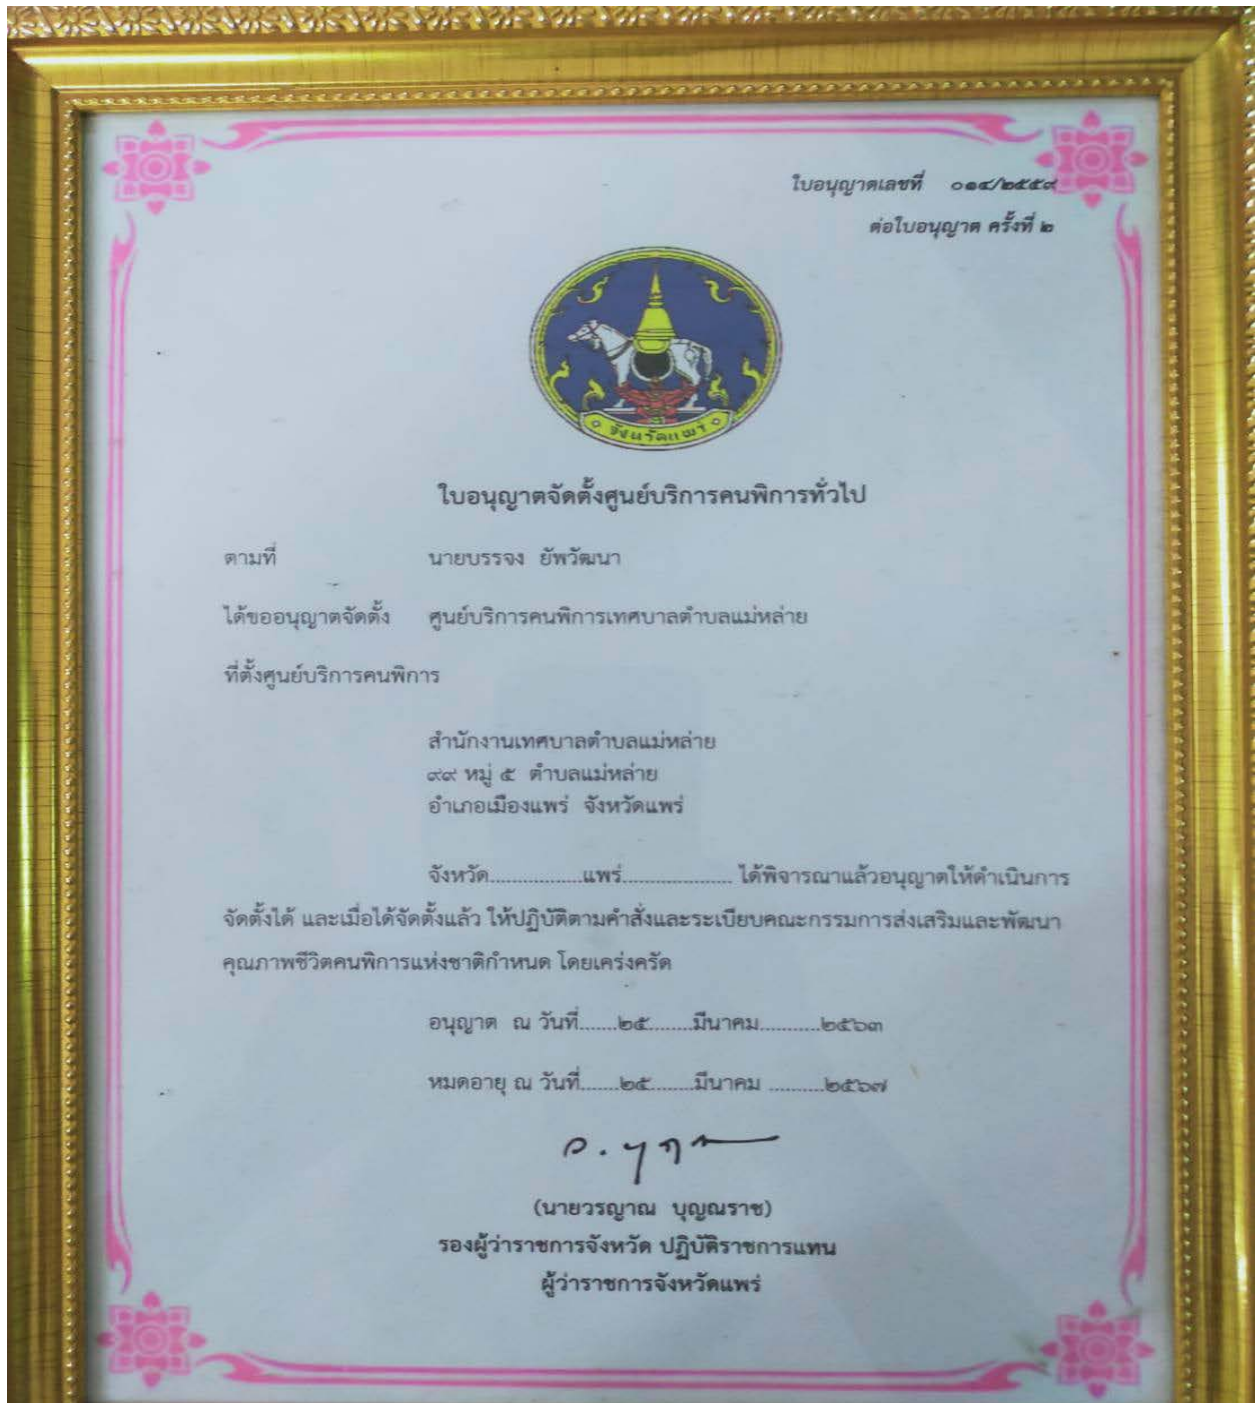 ใบอนุญาตเลขที่ ๐๑๔/๒๕๕๙
ต่อใบอนุญาต ครั้งที่ ๒
จังหวัดแพร่
ใบอนุญาตจัดตั้งศูนย์บริการคนพิการทั่วไป
ตามที่ นายบรรจง ยัพวัฒนา
ได้ขออนุญาตจัดตั้ง ศูนย์บริการคนพิการเทศบาลตำบลแม่หล่าย
ที่ตั้งศูนย์บริการคนพิการ
สำนักงานเทศบาลตำบลแม่หล่าย
๙๙ หมู่ ๕ ตำบลแม่หล่าย
อำเภอเมืองแพร่ จังหวัดแพร่
จังหวัด.................แพร่.................... ได้พิจารณาแล้วอนุญาตให้ดำเนินการ
จัดตั้งได้ และเมื่อได้จัดตั้งแล้ว ให้ปฏิบัติตามคำสั่งและระเบียบคณะกรรมการส่งเสริมและพัฒนา
คุณภาพชีวิตคนพิการแห่งชาติกำหนด โดยเคร่งครัด
อนุญาต ณ วันที่.......๒๕........มีนาคม...........๒๕๖๓
หมดอายุ ณ วันที่.......๒๕........มีนาคม ..........๒๕๖๗
(นายวรญาณ บุญณราช)
รองผู้ว่าราชการจังหวัด ปฏิบัติราชการแทน
ผู้ว่าราชการจังหวัดแพร่